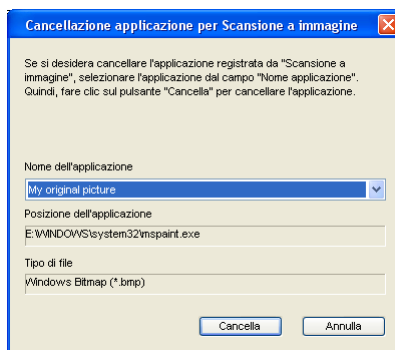 Cancellazione applicazione per Scansione a immagine
Se si desidera cancellare l'applicazione registrata da "Scansione a
immagine", selezionare l'applicazione dal campo "Nome applicazione".
Quindi, fare clic sul pulsante "Cancella" per cancellare l'applicazione.
Nome dell'applicazione
My original picture
Posizione dell'applicazione
E:\WINDOWS\system32\mspaint.exe
Tipo di file
Windows Bitmap (*.bmp)
Cancella Annulla